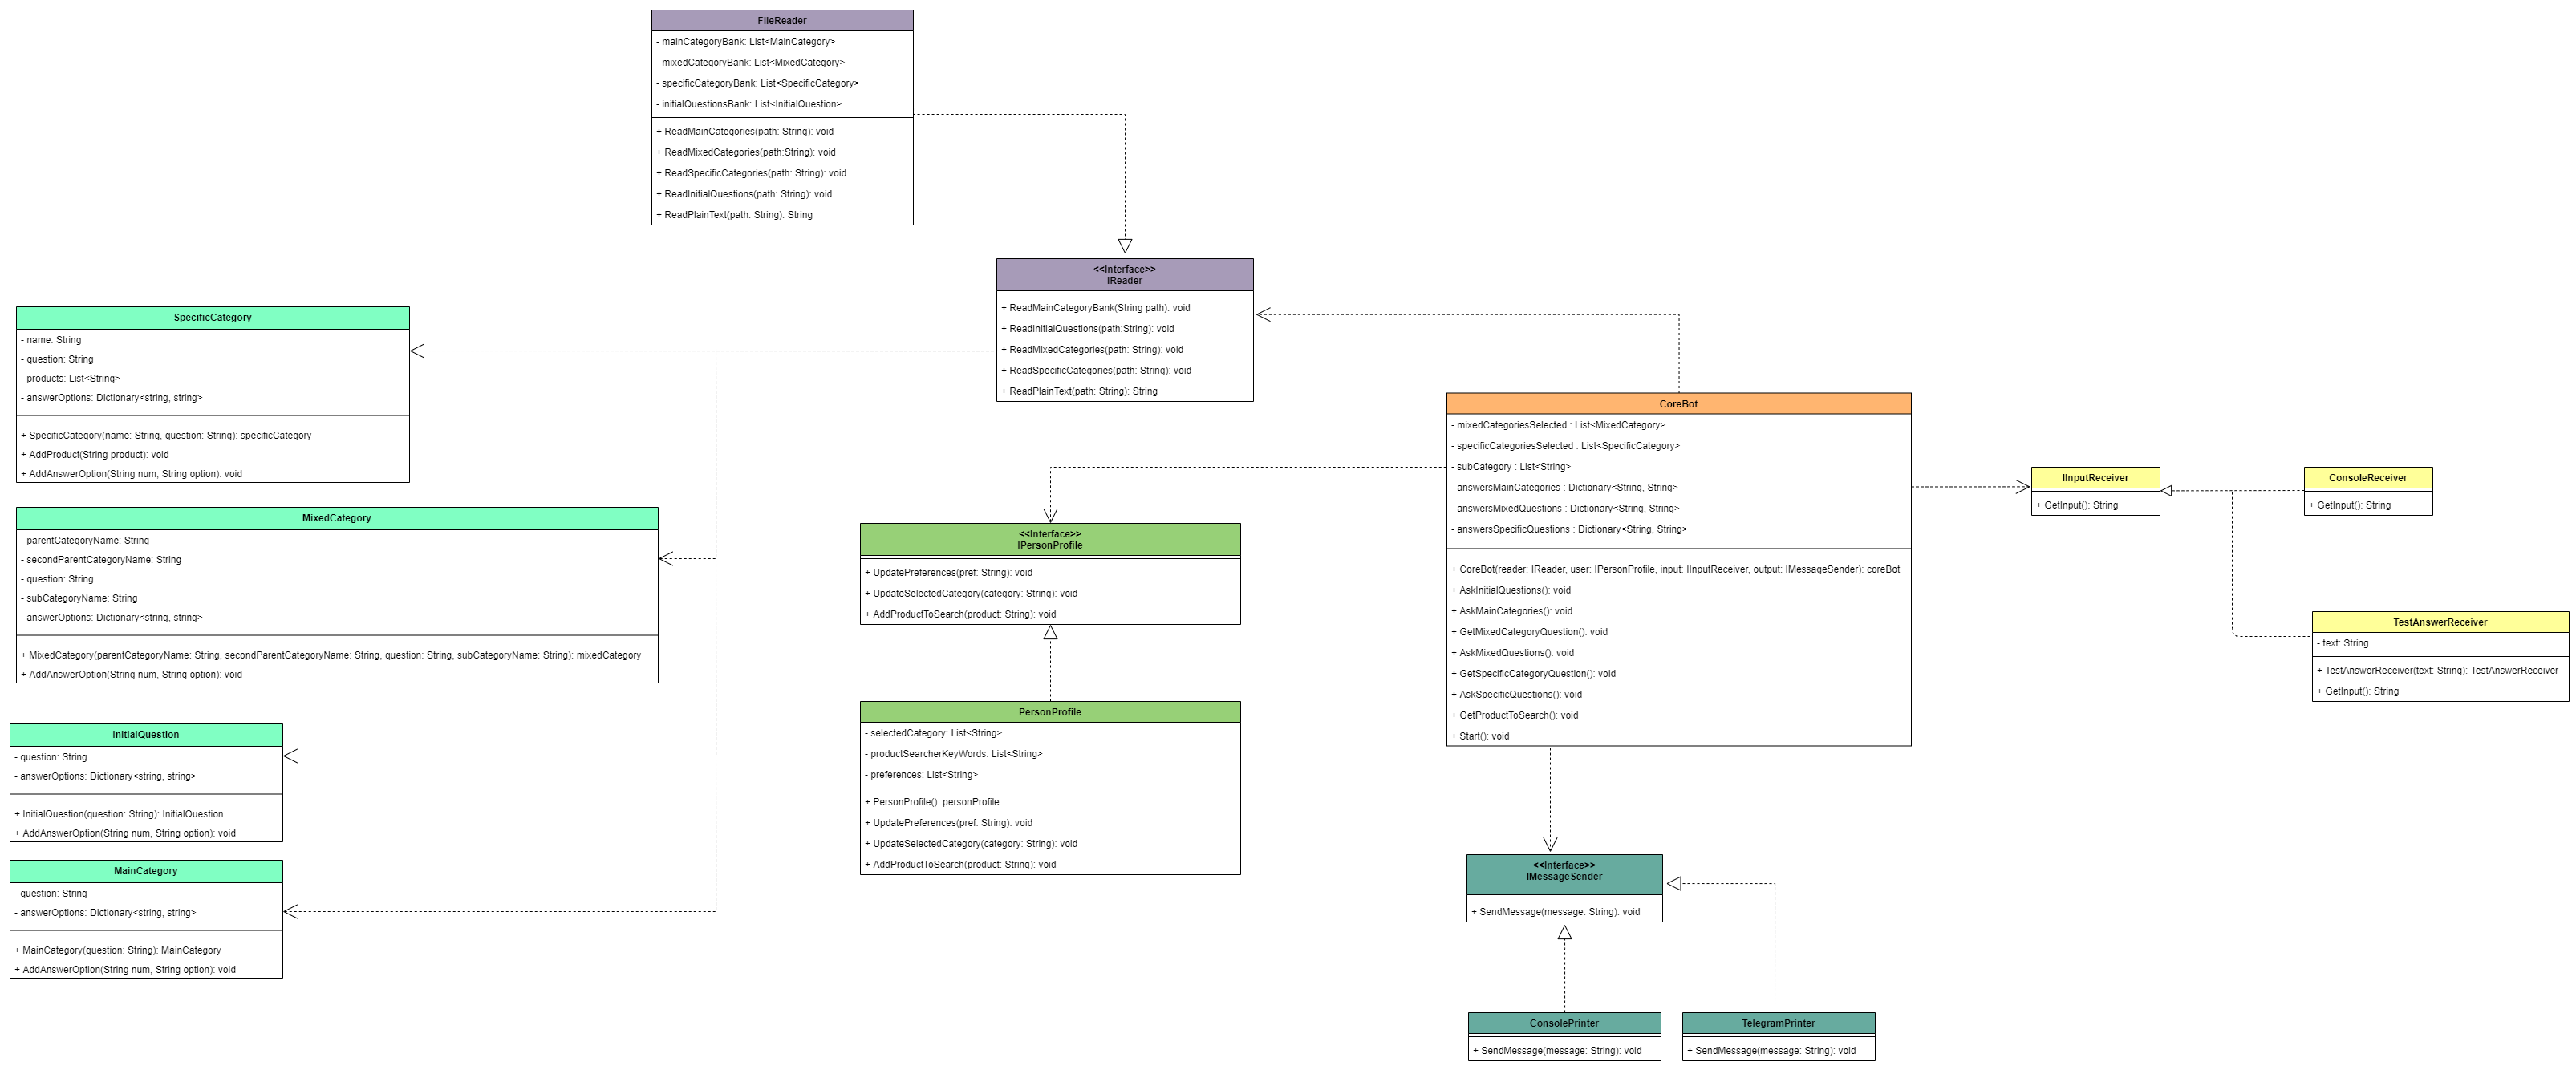 FileReader
- mainCategoryBank: List<MainCategory>
- mixedCategoryBank: List<MixedCategory>
- specificCategoryBank: List<SpecificCategory>
- initialQuestionsBank: List<InitialQuestion>
+ ReadMainCategories(path: String): void
+ ReadMixedCategories(path:String): void
+ ReadSpecificCategories(path: String): void
+ ReadInitialQuestions(path: String): void
+ ReadPlainText(path: String): String
<<Interface>>
IReader
+ ReadMainCategoryBank(String path): void
+ ReadInitialQuestions(path:String): void
+ ReadMixedCategories(path: String): void
+ ReadSpecificCategories(path: String): void
+ ReadPlainText(path: String): String
SpecificCategory
- name: String
- question: String
- products: List<String>
- answerOptions: Dictionary<string, string>
+ SpecificCategory(name: String, question: String): specificCategory
+ AddProduct(String product): void
+ AddAnswerOption(String num, String option): void
MixedCategory
- parentCategoryName: String
- secondParentCategoryName: String
- question: String
- subCategoryName: String
- answerOptions: Dictionary<string, string>
+ MixedCategory(parentCategoryName: String, secondParentCategoryName: String, question: String, subCategoryName: String): mixedCategory
+ AddAnswerOption(String num, String option): void
InitialQuestion
- question: String
- answerOptions: Dictionary<string, string>
+ InitialQuestion(question: String): InitialQuestion
+ AddAnswerOption(String num, String option): void
MainCategory
- question: String
- answerOptions: Dictionary<string, string>
+ MainCategory(question: String): MainCategory
+ AddAnswerOption(String num, String option): void
<<Interface>>
IPersonProfile
+ UpdatePreferences(pref: String): void
+ UpdateSelectedCategory(category: String): void
+ AddProductToSearch(product: String): void
PersonProfile
- selectedCategory: List<String>
- productSearcherKeyWords: List<String>
- preferences: List<String>
+ PersonProfile(): personProfile
+ UpdatePreferences(pref: String): void
+ UpdateSelectedCategory(category: String): void
+ AddProductToSearch(product: String): void
CoreBot
- mixedCategoriesSelected : List<MixedCategory>
- specificCategoriesSelected : List<SpecificCategory>
- subCategory : List<String>
- answersMainCategories : Dictionary<String, String>
- answersMixedQuestions : Dictionary<String, String>
- answersSpecificQuestions : Dictionary<String, String>
+ CoreBot(reader: IReader, user: IPersonProfile, input: IInputReceiver, output: IMessageSender): coreBot
+ AskInitialQuestions(): void
+ AskMainCategories(): void
+ GetMixedCategoryQuestion(): void
+ AskMixedQuestions(): void
+ GetSpecificCategoryQuestion(): void
+ AskSpecificQuestions(): void
+ GetProductToSearch(): void
+ Start(): void
IInputReceiver
+ GetInput(): String
ConsoleReceiver
+ GetInput(): String
TestAnswerReceiver
- text: String
+ TestAnswerReceiver(text: String): TestAnswerReceiver
+ GetInput(): String
<<Interface>>
IMessageSender
+ SendMessage(message: String): void
ConsolePrinter
+ SendMessage(message: String): void
TelegramPrinter
+ SendMessage(message: String): void